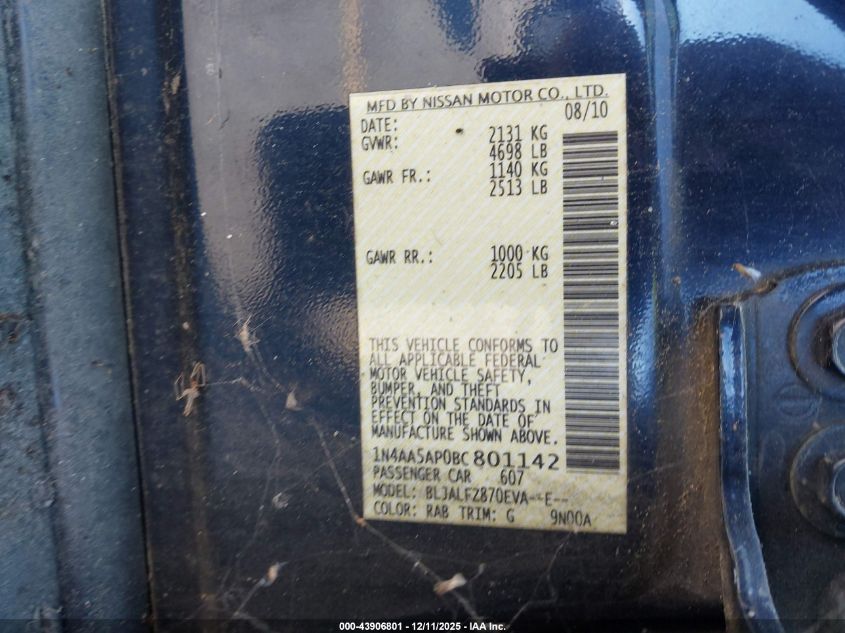 MFD BY NISSAN MOTOR CO., LTD.
DATE: 08/10
GVWR: 2131 KG
4698 LB
GAWR FR.: 1140 KG
2513 LB
GAWR RR.: 1000 KG
2205 LB
THIS VEHICLE CONFORMS TO
ALL APPLICABLE FEDERAL
MOTOR VEHICLE SAFETY,
BUMPER, AND THEFT
PREVENTION STANDARDS IN
EFFECT ON THE DATE OF
MANUFACTURE SHOWN ABOVE.
1N4AA5AP0BC801142
PASSENGER CAR 607
MODEL: BLJALFZ870EVA--E--
COLOR: RAB TRIM: G 9N00A
000-43906801 - 12/11/2025 - IAA Inc.